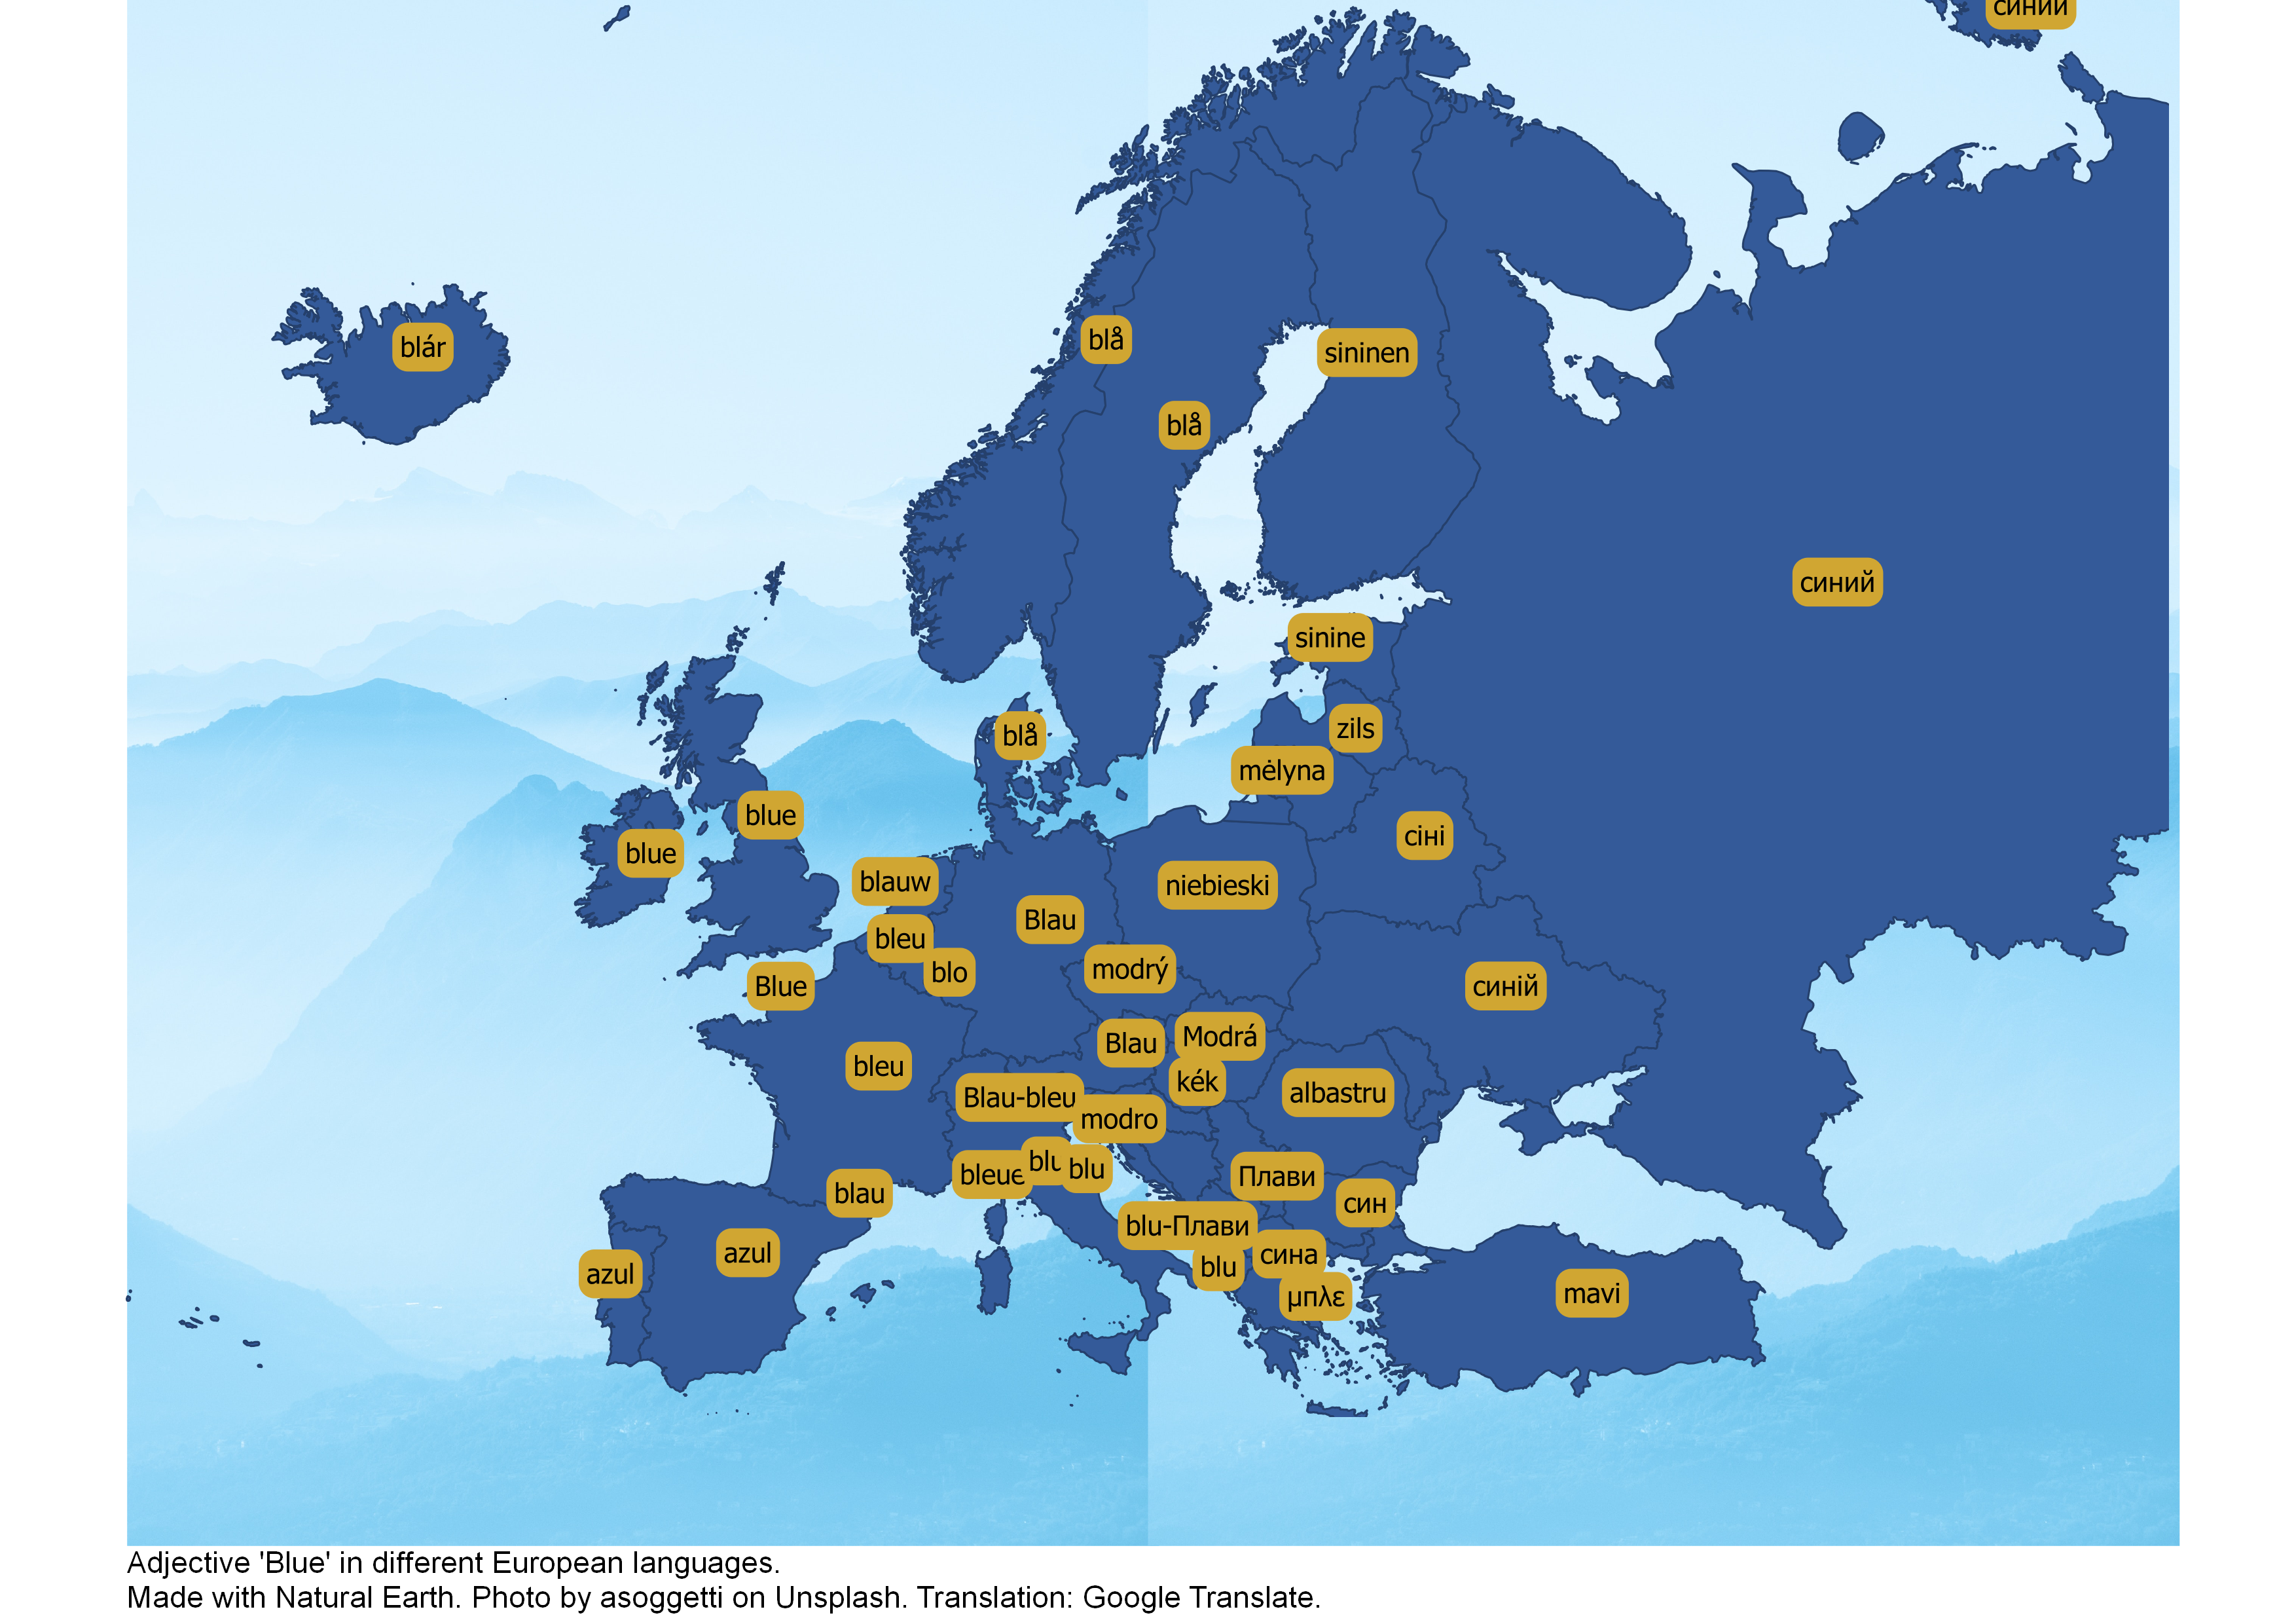 синий
blár
blå
sininen
blå
синий
sinine
zils
blå
mėlyna
blue
сіні
blue
blauw
niebieski
Blau
bleu
modrý
blo
Blue
синій
Modrá
Blau
bleu
kék
albastru
Blau-bleu
modro
blu
blu
bleue
Плави
blau
син
blu-Плави
azul
сина
blu
azul
mavi
μπλε
Adjective 'Blue' in different European languages.
Made with Natural Earth. Photo by asoggetti on Unsplash. Translation: Google Translate.